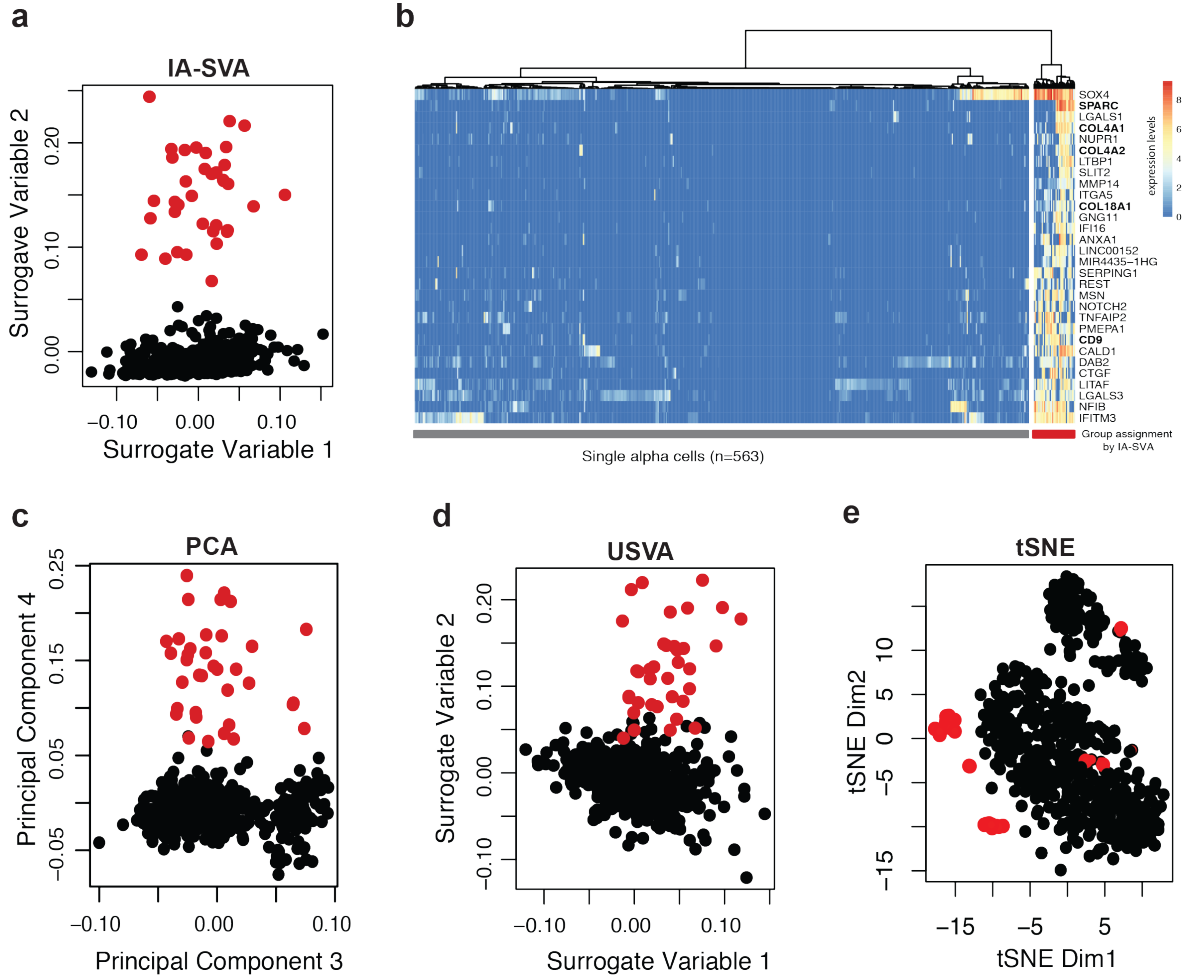 a
IA-SVA
Surrogave Variable 2
0.00 0.10 0.20
−0.10 0.00 0.10
Surrogate Variable 1
b
SOX4
SPARC
LGALS1
COL4A1
NUPR1
COL4A2
LTBP1
SLIT2
MMP14
ITGA5
COL18A1
GNG11
IFI16
ANXA1
LINC00152
MIR4435−1HG
SERPING1
REST
MSN
NOTCH2
TNFAIP2
PMEPA1
CD9
CALD1
DAB2
CTGF
LITAF
LGALS3
NFIB
IFITM3
8
6
4
2
0
expression levels
Group assignment
by IA-SVA
Single alpha cells (n=563)
c
PCA
Principal Component 4
−0.05 0.05 0.15 0.25
−0.10 0.00 0.10
Principal Component 3
d
USVA
Surrogate Variable 2
−0.10 0.00 0.10 0.20
−0.10 0.00 0.10
Surrogate Variable 1
e
tSNE
tSNE Dim2
−15 −5 0 5 10
−15 −5 5
tSNE Dim1